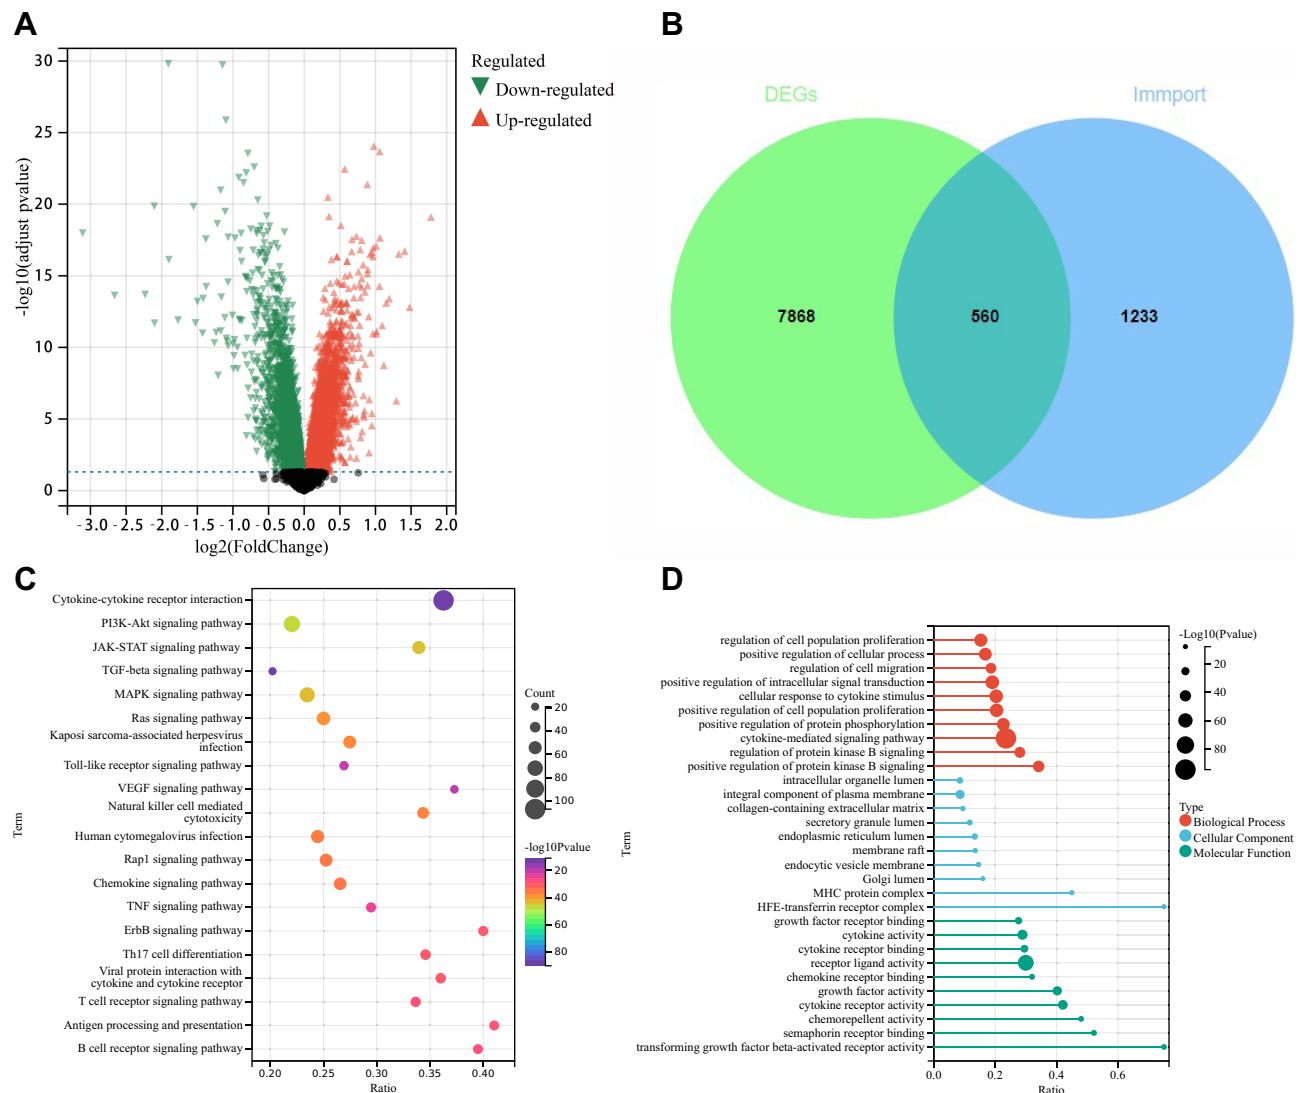 A
30
25
20
15
10
5
0
-log10(adjust pvalue)
-3.0 -2.5 -2.0 -1.5 -1.0 -0.5 0.0 0.5 1.0 1.5 2.0
log2(FoldChange)
Regulated
Down-regulated
Up-regulated
B
DEGs
Immport
7868
560
1233
C
Term
Cytokine-cytokine receptor interaction
PI3K-Akt signaling pathway
JAK-STAT signaling pathway
TGF-beta signaling pathway
MAPK signaling pathway
Ras signaling pathway
Kaposi sarcoma-associated herpesvirus
infection
Toll-like receptor signaling pathway
VEGF signaling pathway
Natural killer cell mediated
cytotoxicity
Human cytomegalovirus infection
Rap1 signaling pathway
Chemokine signaling pathway
TNF signaling pathway
ErbB signaling pathway
Th17 cell differentiation
Viral protein interaction with
cytokine and cytokine receptor
T cell receptor signaling pathway
Antigen processing and presentation
B cell receptor signaling pathway
0.20 0.25 0.30 0.35 0.40
Ratio
Count
20
40
60
80
100
-log10Pvalue
20
40
60
80
D
Term
regulation of cell population proliferation
positive regulation of cellular process
regulation of cell migration
positive regulation of intracellular signal transduction
cellular response to cytokine stimulus
positive regulation of cell population proliferation
positive regulation of protein phosphorylation
cytokine-mediated signaling pathway
regulation of protein kinase B signaling
positive regulation of protein kinase B signaling
intracellular organelle lumen
integral component of plasma membrane
collagen-containing extracellular matrix
secretory granule lumen
endoplasmic reticulum lumen
membrane raft
endocytic vesicle membrane
Golgi lumen
MHC protein complex
HFE-transferrin receptor complex
growth factor receptor binding
cytokine activity
cytokine receptor binding
receptor ligand activity
chemokine receptor binding
growth factor activity
cytokine receptor activity
chemorepellent activity
semaphorin receptor binding
transforming growth factor beta-activated receptor activity
0.0 0.2 0.4 0.6
Ratio
-Log10(Pvalue)
20
40
60
80
Type
Biological Process
Cellular Component
Molecular Function